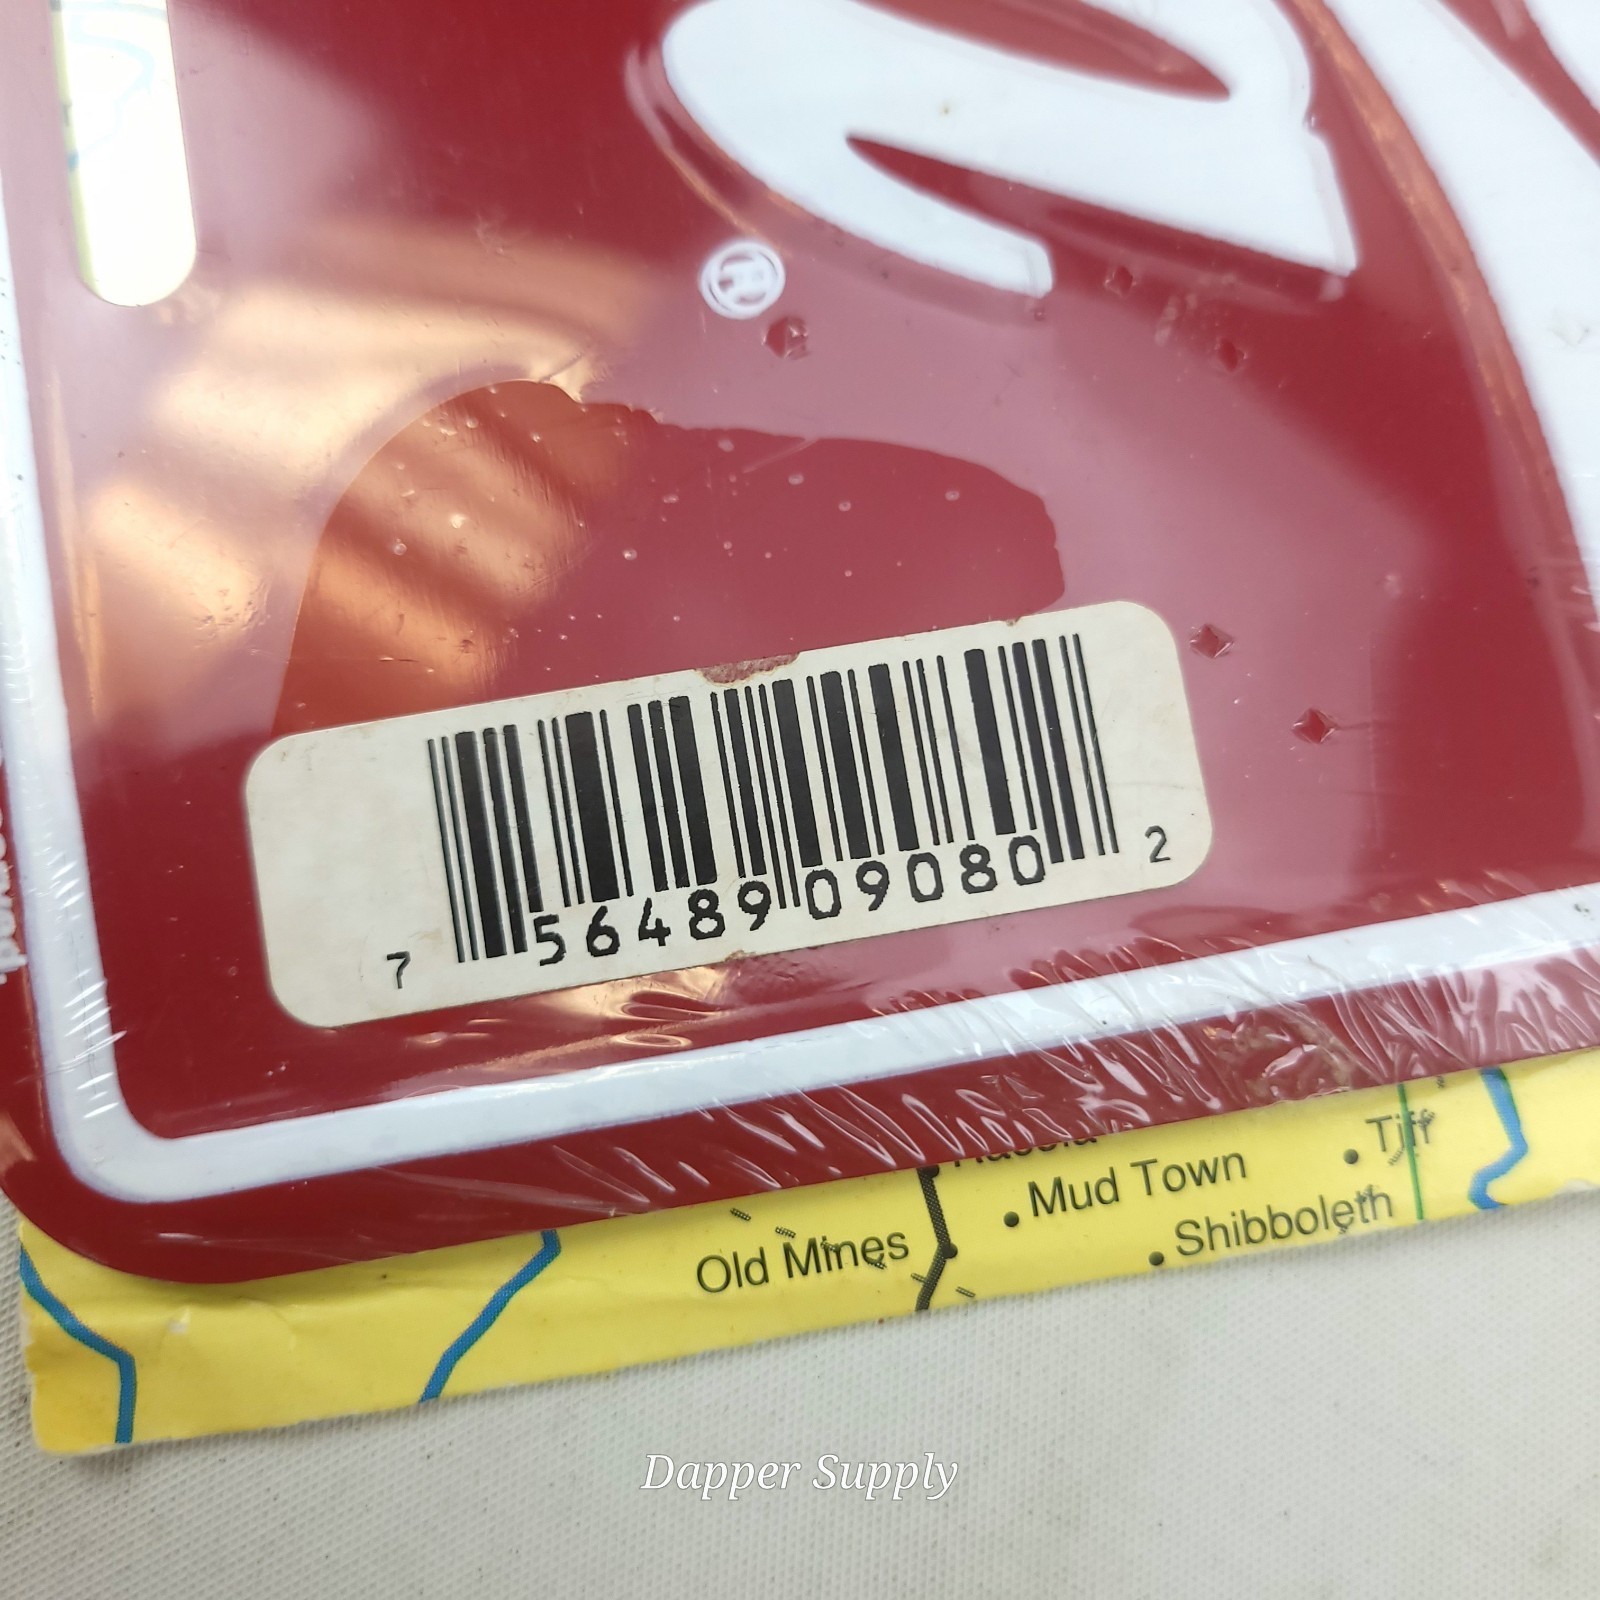 ®
7 56489 09080 2
Tiff
Mud Town
Shibboleth
Old Mines
Dapper Supply